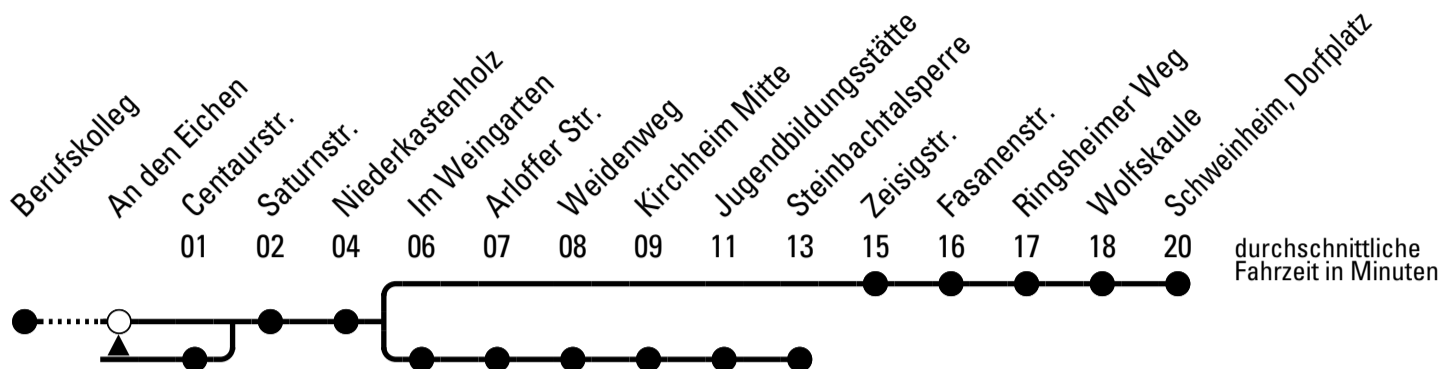 Berufskolleg
An den Eichen
Centaurstr.
Saturnstr.
Niederkastenholz
Im Weingarten
Arloffer Str.
Weidenweg
Kirchheim Mitte
Jugendbildungsstätte
Steinbachtalsperre
Zeisigstr.
Fasanenstr.
Ringsheimer Weg
Wolfskaule
Schweinheim, Dorfplatz
01 02 04 06 07 08 09 11 13 15 16 17 18 20
durchschnittliche
Fahrzeit in Minuten